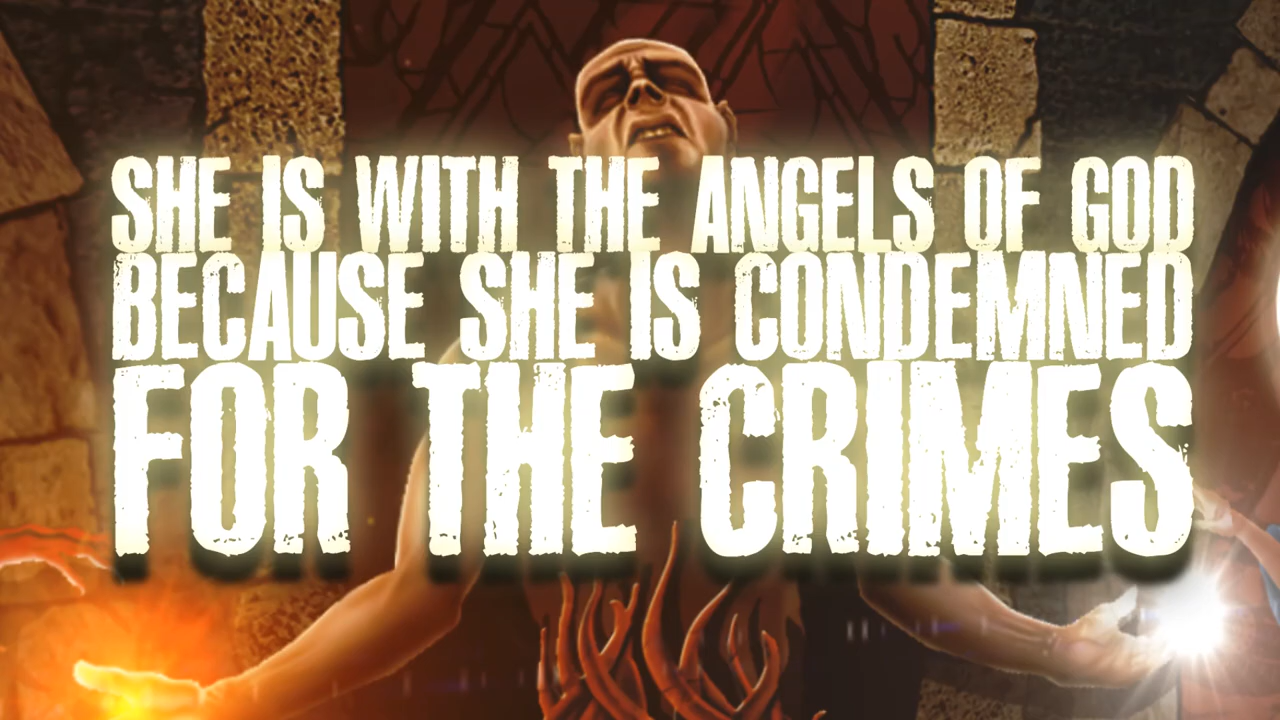 SHE IS WITH THE ANGELS OF GOD
BECAUSE SHE IS CONDEMNED
FOR THE CRIMES